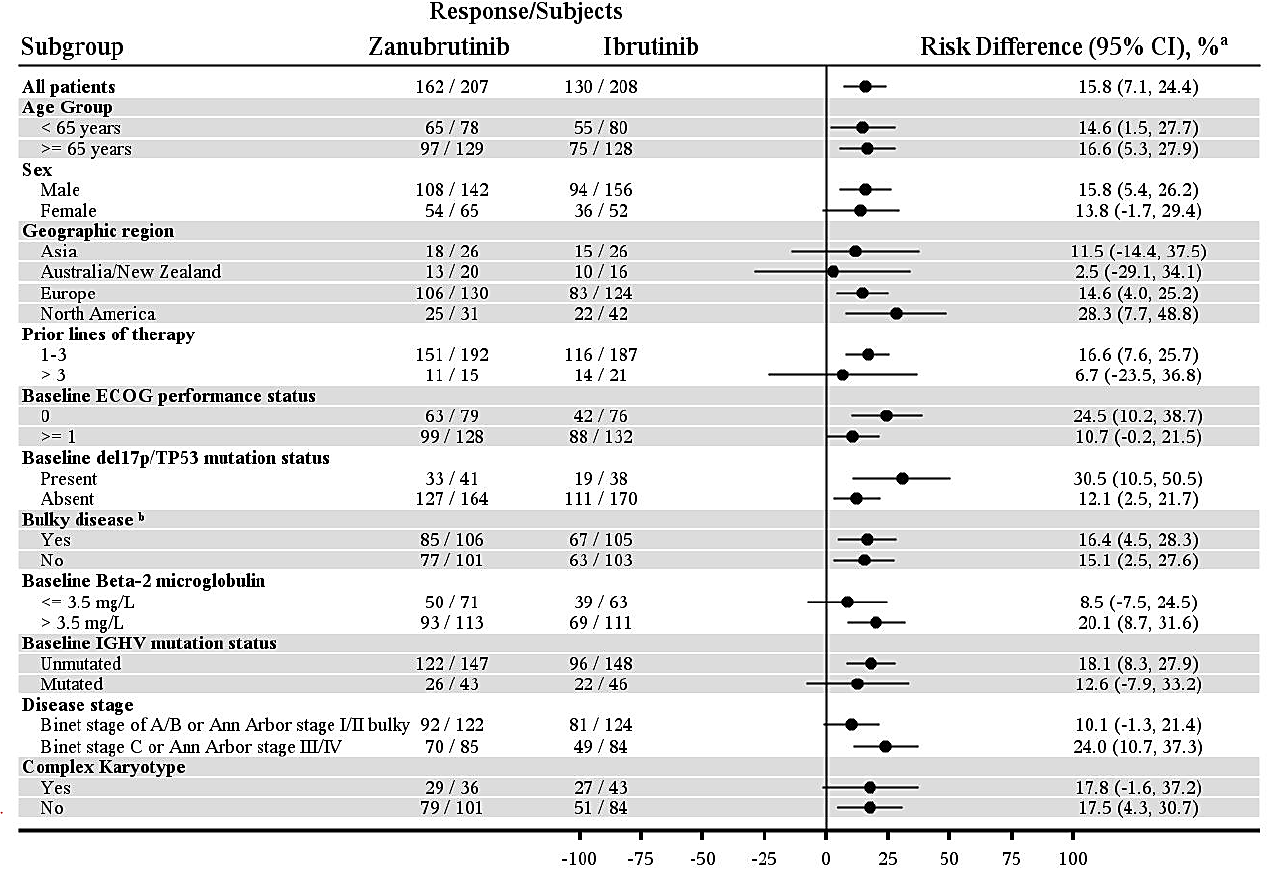 Response/Subjects
Subgroup Zanubrutinib Ibrutinib Risk Difference (95% CI), %ᵃ
All patients 162 / 207 130 / 208 15.8 (7.1, 24.4)
Age Group
< 65 years 65 / 78 55 / 80 14.6 (1.5, 27.7)
>= 65 years 97 / 129 75 / 128 16.6 (5.3, 27.9)
Sex
Male 108 / 142 94 / 156 15.8 (5.4, 26.2)
Female 54 / 65 36 / 52 13.8 (-1.7, 29.4)
Geographic region
Asia 18 / 26 15 / 26 11.5 (-14.4, 37.5)
Australia/New Zealand 13 / 20 10 / 16 2.5 (-29.1, 34.1)
Europe 106 / 130 83 / 124 14.6 (4.0, 25.2)
North America 25 / 31 22 / 42 28.3 (7.7, 48.8)
Prior lines of therapy
1-3 151 / 192 116 / 187 16.6 (7.6, 25.7)
> 3 11 / 15 14 / 21 6.7 (-23.5, 36.8)
Baseline ECOG performance status
0 63 / 79 42 / 76 24.5 (10.2, 38.7)
>= 1 99 / 128 88 / 132 10.7 (-0.2, 21.5)
Baseline del17p/TP53 mutation status
Present 33 / 41 19 / 38 30.5 (10.5, 50.5)
Absent 127 / 164 111 / 170 12.1 (2.5, 21.7)
Bulky disease ᵇ
Yes 85 / 106 67 / 105 16.4 (4.5, 28.3)
No 77 / 101 63 / 103 15.1 (2.5, 27.6)
Baseline Beta-2 microglobulin
<= 3.5 mg/L 50 / 71 39 / 63 8.5 (-7.5, 24.5)
> 3.5 mg/L 93 / 113 69 / 111 20.1 (8.7, 31.6)
Baseline IGHV mutation status
Unmutated 122 / 147 96 / 148 18.1 (8.3, 27.9)
Mutated 26 / 43 22 / 46 12.6 (-7.9, 33.2)
Disease stage
Binet stage of A/B or Ann Arbor stage I/II bulky 92 / 122 81 / 124 10.1 (-1.3, 21.4)
Binet stage C or Ann Arbor stage III/IV 70 / 85 49 / 84 24.0 (10.7, 37.3)
Complex Karyotype
Yes 29 / 36 27 / 43 17.8 (-1.6, 37.2)
No 79 / 101 51 / 84 17.5 (4.3, 30.7)
-100 -75 -50 -25 0 25 50 75 100